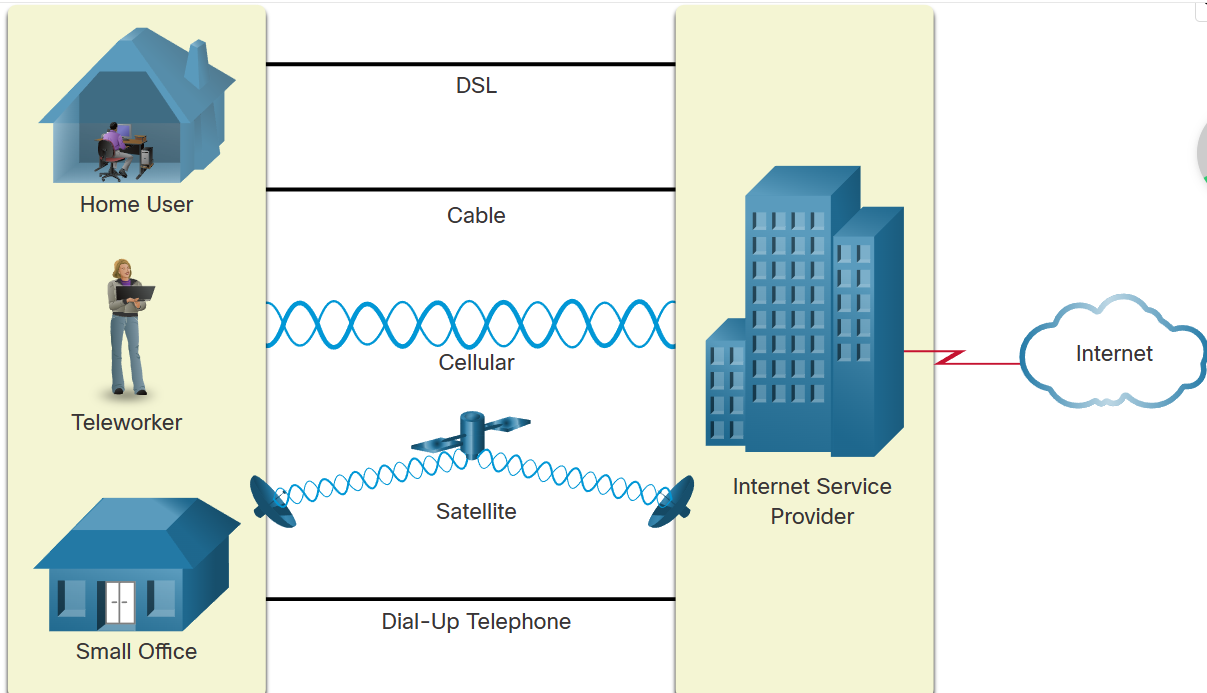 DSL
Home User
Cable
Cellular
Internet
Teleworker
Satellite
Internet Service
Provider
Dial-Up Telephone
Small Office